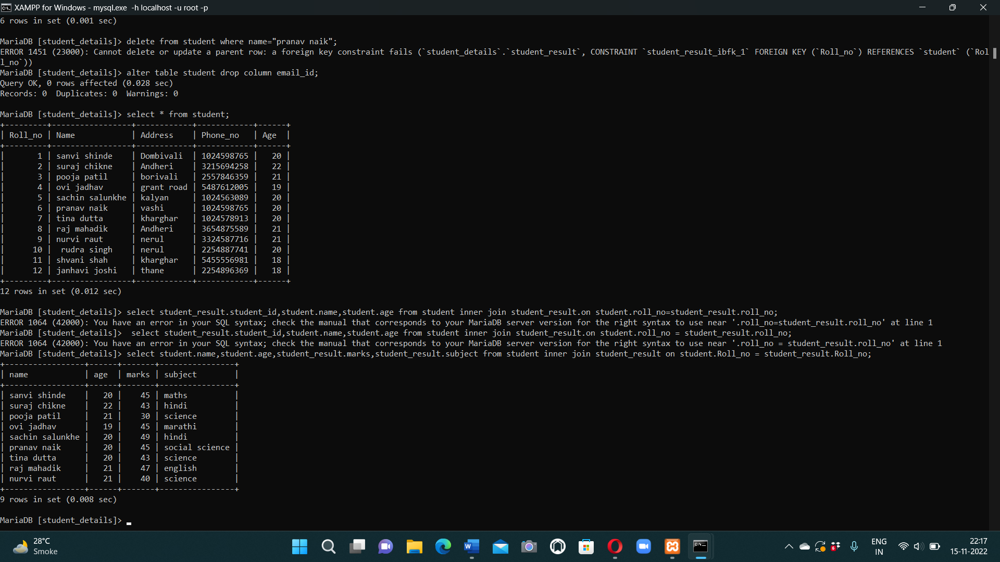 XAMPP for Windows - mysql.exe  -h localhost -u root -p
6 rows in set (0.001 sec)
MariaDB [student_details]> delete from student where name="pranav naik";
ERROR 1451 (23000): Cannot delete or update a parent row: a foreign key constraint fails (`student_details`.`student_result`, CONSTRAINT `student_result_ibfk_1` FOREIGN KEY (`Roll_no`) REFERENCES `student` (`Rol
l_no`))
MariaDB [student_details]> alter table student drop column email_id;
Query OK, 0 rows affected (0.028 sec)
Records: 0  Duplicates: 0  Warnings: 0
MariaDB [student_details]> select * from student;
+---------+-----------------+------------+------------+------+
| Roll_no | Name            | Address    | Phone_no   | Age  |
+---------+-----------------+------------+------------+------+
|       1 | sanvi shinde    | Dombivali  | 1024598765 |   20 |
|       2 | suraj chikne    | Andheri    | 3215694258 |   22 |
|       3 | pooja patil     | borivali   | 2557846359 |   21 |
|       4 | ovi jadhav      | grant road | 5487612005 |   19 |
|       5 | sachin salunkhe | kalyan     | 1024563089 |   20 |
|       6 | pranav naik     | vashi      | 1024598765 |   20 |
|       7 | tina dutta      | kharghar   | 1024578913 |   20 |
|       8 | raj mahadik     | Andheri    | 3654875589 |   21 |
|       9 | nurvi raut      | nerul      | 3324587716 |   21 |
|      10 |  rudra singh    | nerul      | 2254887741 |   20 |
|      11 | shvani shah     | kharghar   | 5455556981 |   18 |
|      12 | janhavi joshi   | thane      | 2254896369 |   18 |
+---------+-----------------+------------+------------+------+
12 rows in set (0.012 sec)
MariaDB [student_details]> select student_result.student_id,student.name,student.age from student inner join student_result.on student.roll_no=student_result.roll_no;
ERROR 1064 (42000): You have an error in your SQL syntax; check the manual that corresponds to your MariaDB server version for the right syntax to use near '.roll_no=student_result.roll_no' at line 1
MariaDB [student_details]>  select student_result.student_id,student.name,student.age from student inner join student_result.on student.roll_no = student_result.roll_no;
ERROR 1064 (42000): You have an error in your SQL syntax; check the manual that corresponds to your MariaDB server version for the right syntax to use near '.roll_no = student_result.roll_no' at line 1
MariaDB [student_details]> select student.name,student.age,student_result.marks,student_result.subject from student inner join student_result on student.Roll_no = student_result.Roll_no;
+-----------------+------+-------+----------------+
| name            | age  | marks | subject        |
+-----------------+------+-------+----------------+
| sanvi shinde    |   20 |    45 | maths          |
| suraj chikne    |   22 |    43 | hindi          |
| pooja patil     |   21 |    30 | science        |
| ovi jadhav      |   19 |    45 | marathi        |
| sachin salunkhe |   20 |    49 | hindi          |
| pranav naik     |   20 |    45 | social science |
| tina dutta      |   20 |    43 | science        |
| raj mahadik     |   21 |    47 | english        |
| nurvi raut      |   21 |    40 | science        |
+-----------------+------+-------+----------------+
9 rows in set (0.008 sec)
MariaDB [student_details]> _
28°C
Smoke
6
ENG
IN
22:17
15-11-2022